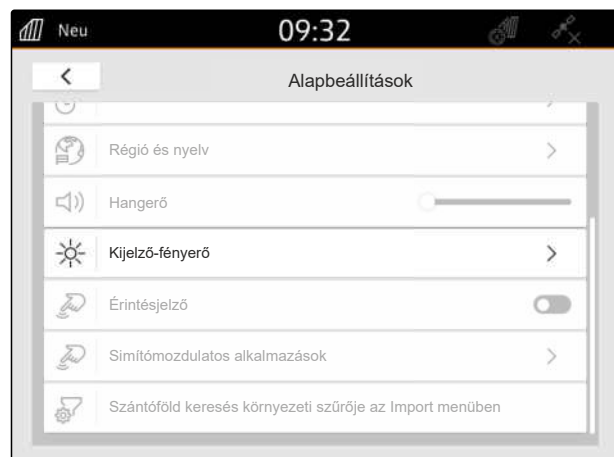 Neu 09:32
Alapbeállítások
Régió és nyelv
Hangerő
Kijelző-fényerő
Érintésjelző
Simítómozdulatos alkalmazások
Szántóföld keresés környezeti szűrője az Import menüben